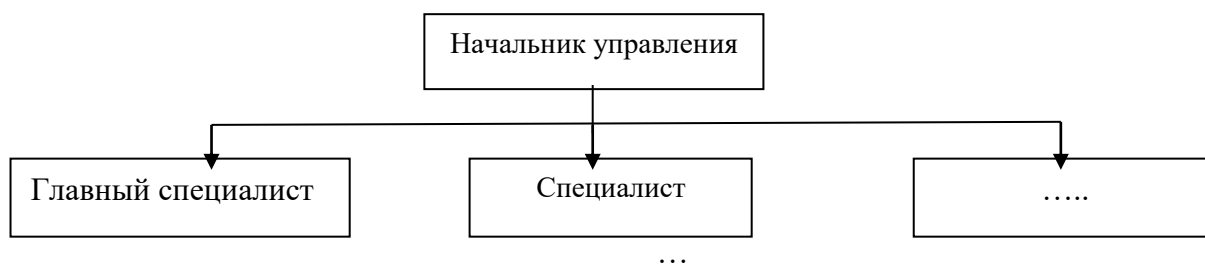 Начальник управления
Главный специалист
Специалист
…..
…